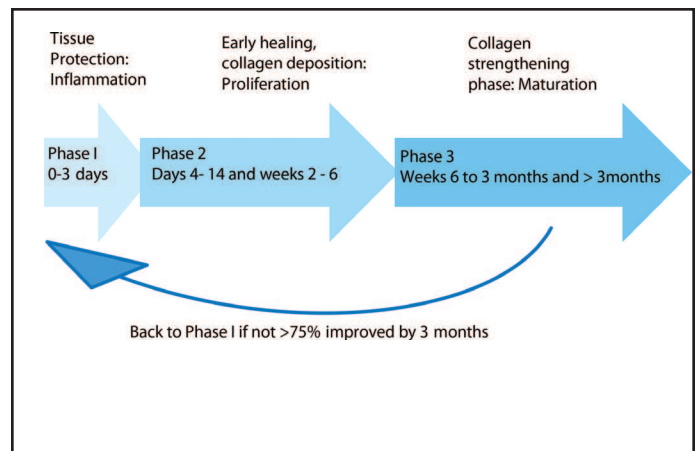 Tissue
Protection:
Inflammation
Early healing,
collagen deposition:
Proliferation
Collagen
strengthening
phase: Maturation
Phase I
0-3 days
Phase 2
Days 4- 14 and weeks 2 - 6
Phase 3
Weeks 6 to 3 months and > 3months
Back to Phase I if not >75% improved by 3 months